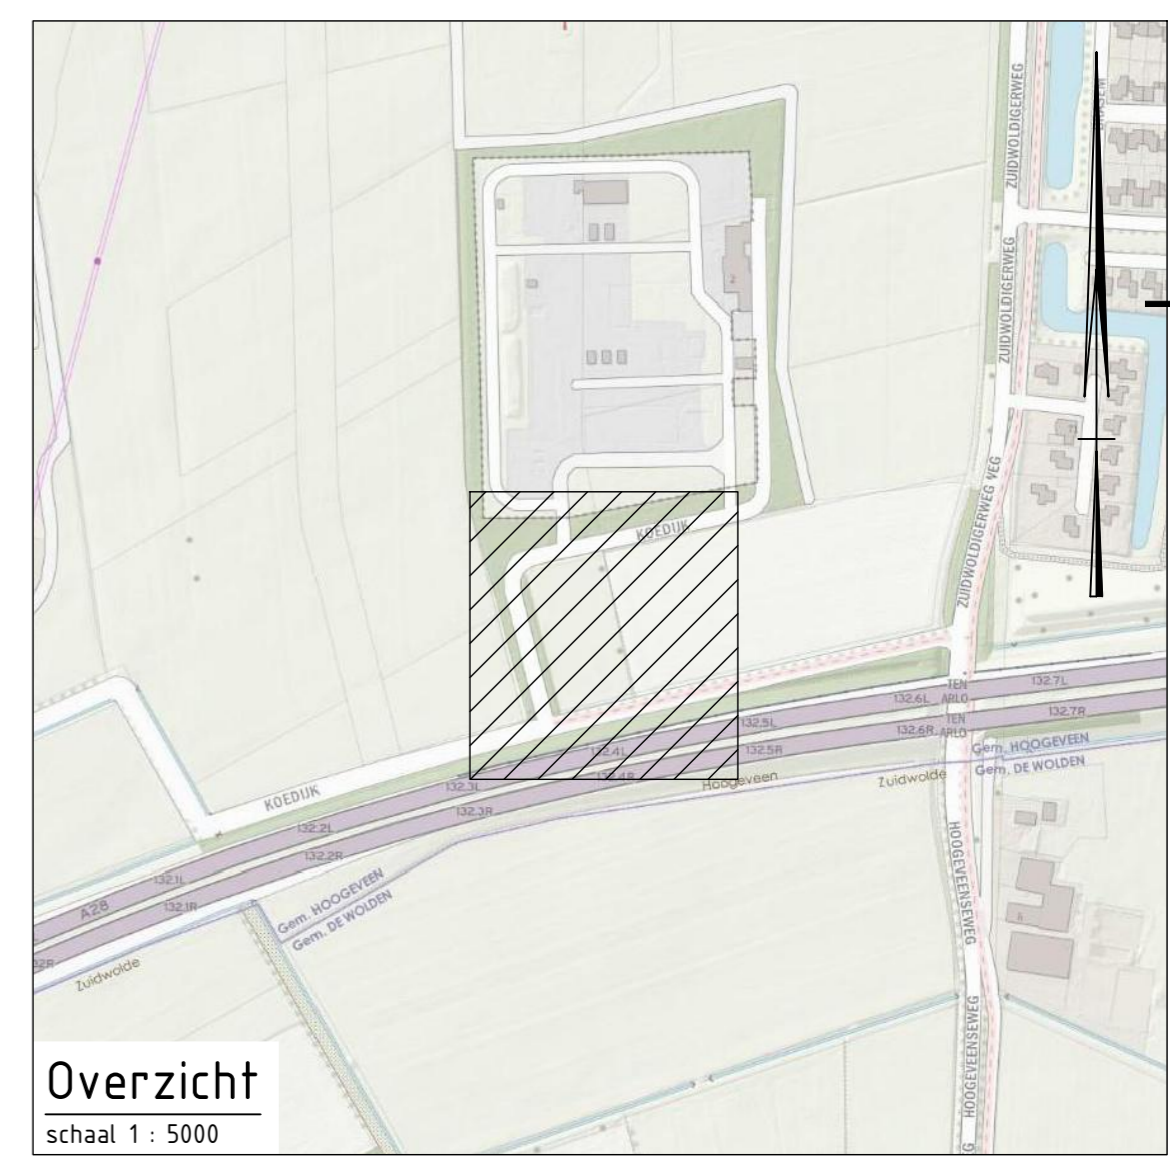 ZUIDWOLDIGERWEG
ZUIDWOLDIGERWEG
2
ZUIDWOLDIGERWEG
WEG
KOEDIJK
TEN
ARLO
132.7L
132.6L
132.5L
TEN
ARLO
132.7R
132.6R
132.5R
132.4L
132.4R
Gem. HOOGEVEEN
Gem. DE WOLDEN
Hoogeveen
Zuidwolde
KOEDIJK
132.3L
132.3R
132.2L
132.2R
132.1L
132.1R
A28
Gem. HOOGEVEEN
Gem. DE WOLDEN
Zuidwolde
HOOGEVEENSEWEG
6
HOOGEVEENSEWEG
Overzicht
schaal 1 : 5000